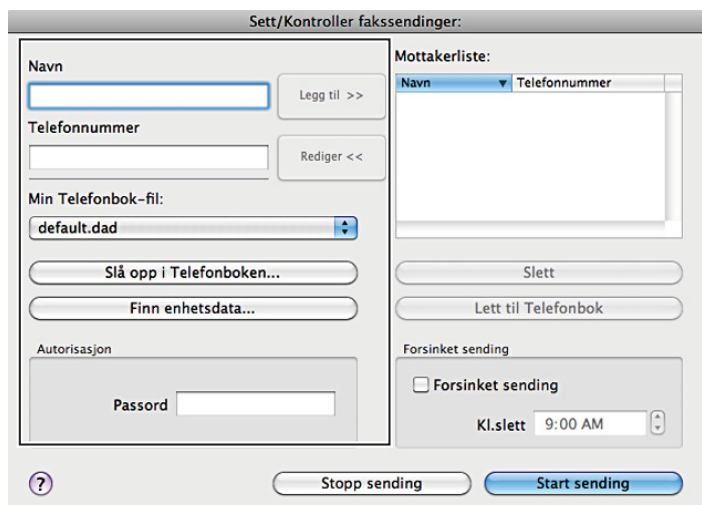 Sett/Kontroller fakssendinger:
Navn
Legg til >>
Telefonnummer
Rediger <<
Min Telefonbok-fil:
default.dad
Slå opp i Telefonboken...
Finn enhetsdata...
Autorisasjon
Passord
Mottakerliste:
Navn Telefonnummer
Slett
Lett til Telefonbok
Forsinket sending
Forsinket sending
Kl.slett 9:00 AM
?
Stopp sending
Start sending